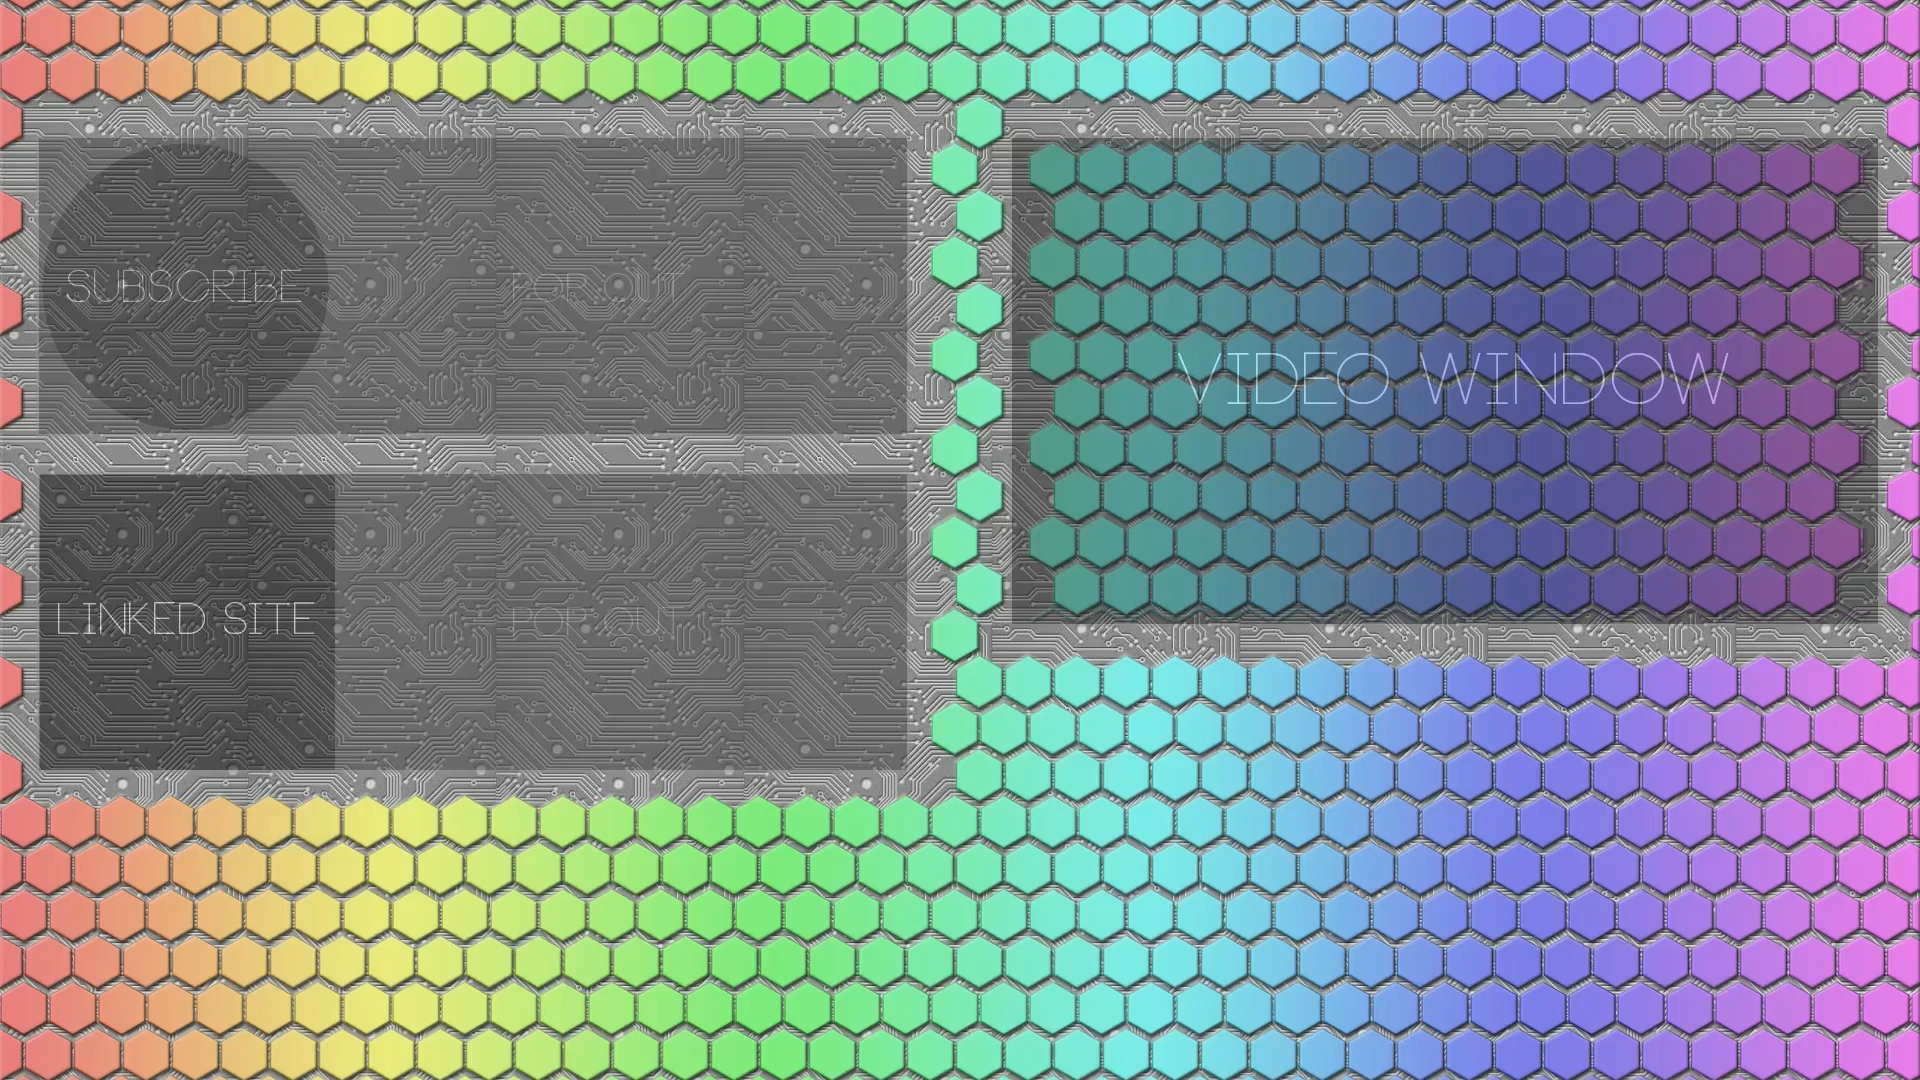 SUBSCRIBE
POP OUT
VIDEO WINDOW
LINKED SITE
POP OUT